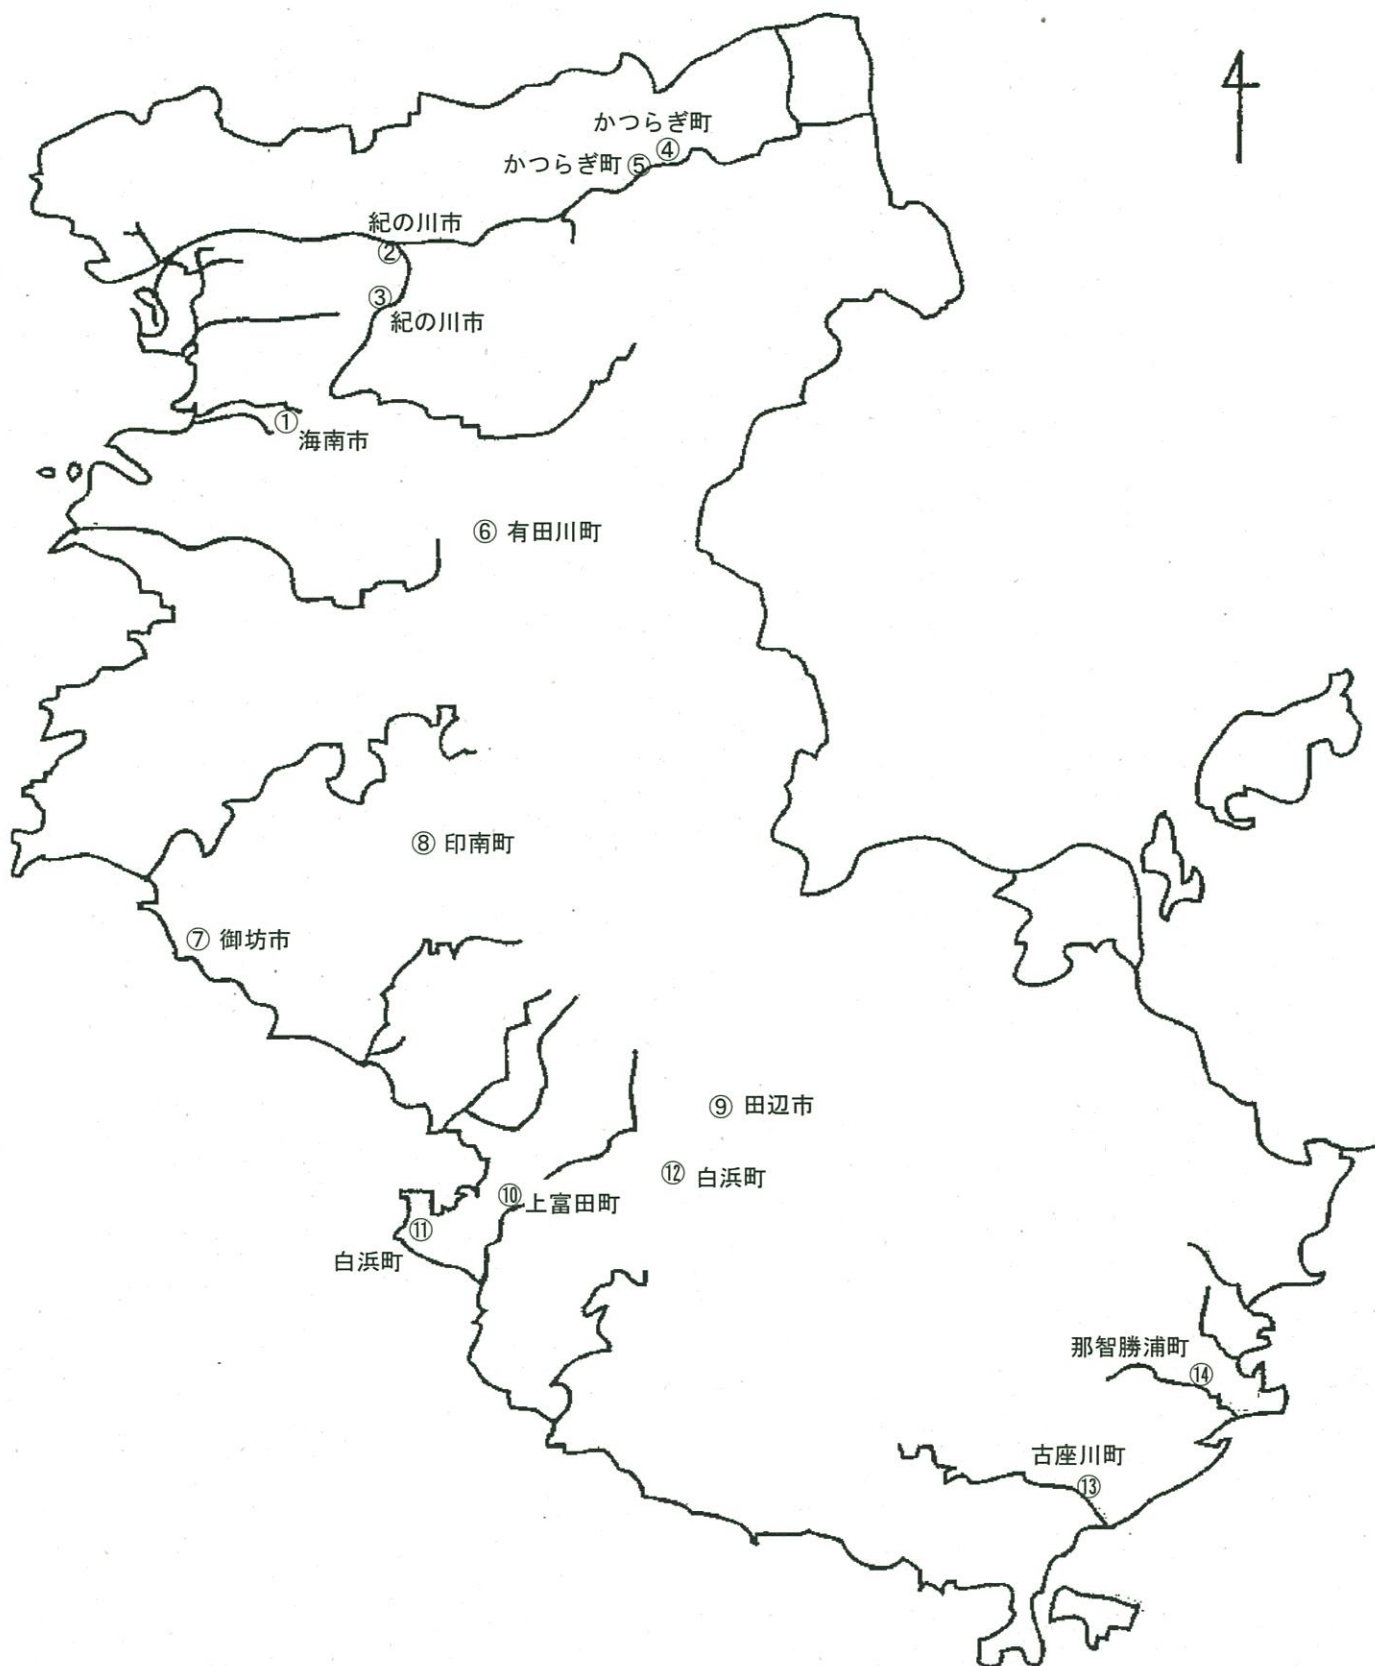 4
かつらぎ町
④
かつらぎ町 ⑤
紀の川市
②
③
紀の川市
①
海南市
⑥ 有田川町
⑧ 印南町
⑦ 御坊市
⑨ 田辺市
⑫ 白浜町
⑩ 上富田町
⑪
白浜町
那智勝浦町
⑭
古座川町
⑬